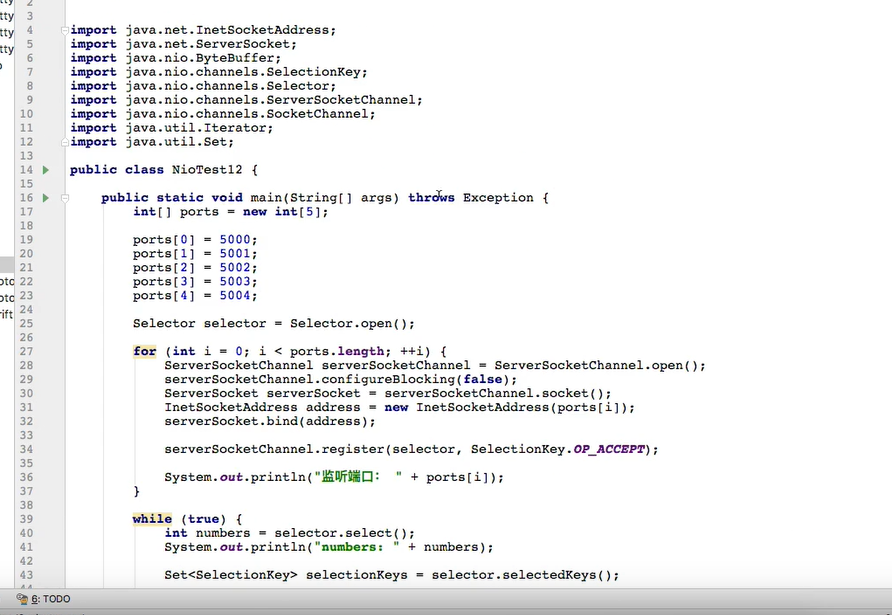 2
tty 3
tty 4 import java.net.InetSocketAddress;
tty 5 import java.net.ServerSocket;
6 import java.nio.ByteBuffer;
7 import java.nio.channels.SelectionKey;
8 import java.nio.channels.Selector;
9 import java.nio.channels.ServerSocketChannel;
10 import java.nio.channels.SocketChannel;
11 import java.util.Iterator;
12 import java.util.Set;
13
14 public class NioTest12 {
15
16 public static void main(String[] args) throws Exception {
17 int[] ports = new int[5];
18
19 ports[0] = 5000;
20 ports[1] = 5001;
21 ports[2] = 5002;
22 ports[3] = 5003;
23 ports[4] = 5004;
24
25 Selector selector = Selector.open();
26
27 for (int i = 0; i < ports.length; ++i) {
28 ServerSocketChannel serverSocketChannel = ServerSocketChannel.open();
29 serverSocketChannel.configureBlocking(false);
30 ServerSocket serverSocket = serverSocketChannel.socket();
31 InetSocketAddress address = new InetSocketAddress(ports[i]);
32 serverSocket.bind(address);
33
34 serverSocketChannel.register(selector, SelectionKey.OP_ACCEPT);
35
36 System.out.println("监听端口： " + ports[i]);
37 }
38
39 while (true) {
40 int numbers = selector.select();
41 System.out.println("numbers: " + numbers);
42
43 Set<SelectionKey> selectionKeys = selector.selectedKeys();
6: TODO